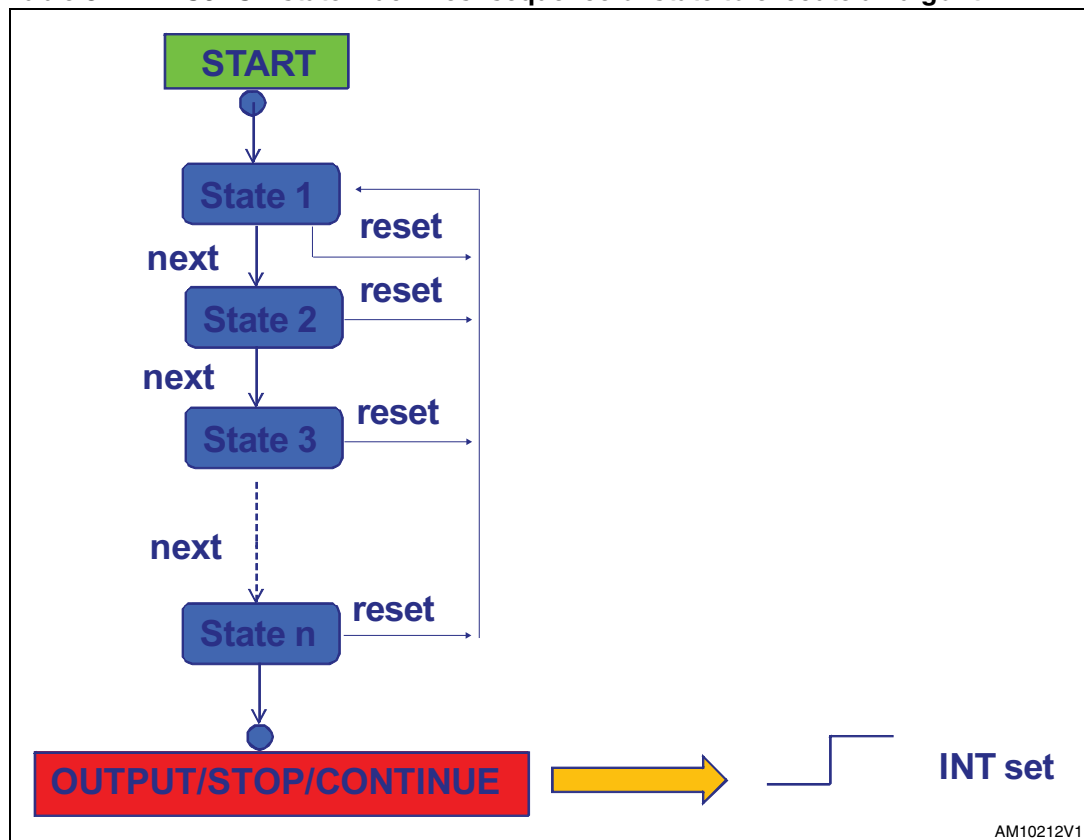 START
State 1
reset
next
reset
State 2
next
reset
State 3
next
reset
State n
OUTPUT/STOP/CONTINUE
INT set
AM10212V1